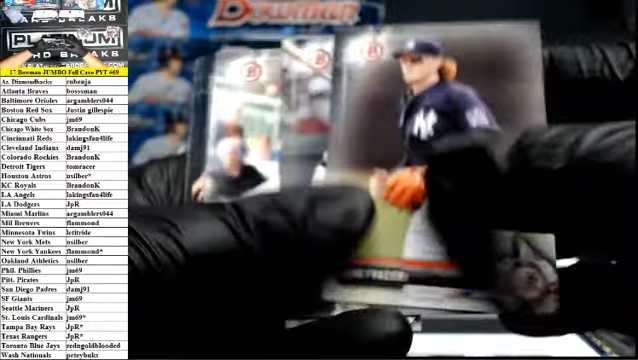 Bowman
PLATINUM
CARD BREAKS
17 Bowman JUMBO Full Case PYT #69
Az. Diamondbacks rubenja
Atlanta Braves bosssman
Baltimore Orioles argamblers044
Boston Red Sox Justin gillespie
Chicago Cubs jm69
Chicago White Sox BrandonK
Cincinnati Reds lakingsfan4life
Cleveland Indians damj91
Colorado Rockies BrandonK
Detroit Tigers tomracer
Houston Astros nsilber*
KC Royals BrandonK
LA Angels lakingsfan4life
LA Dodgers JpR
Miami Marlins argamblers044
Mil Brewers flammond
Minnesota Twins letitride
New York Mets nsilber
New York Yankees flammond*
Oakland Athletics nsilber
Phil. Phillies jm69
Pitt. Pirates JpR
San Diego Padres damj91
SF Giants jm69
Seattle Mariners JpR
St. Louis Cardinals jm69*
Tampa Bay Rays JpR*
Texas Rangers JpR*
Toronto Blue Jays redngoldblooded
Wash Nationals peteybuks